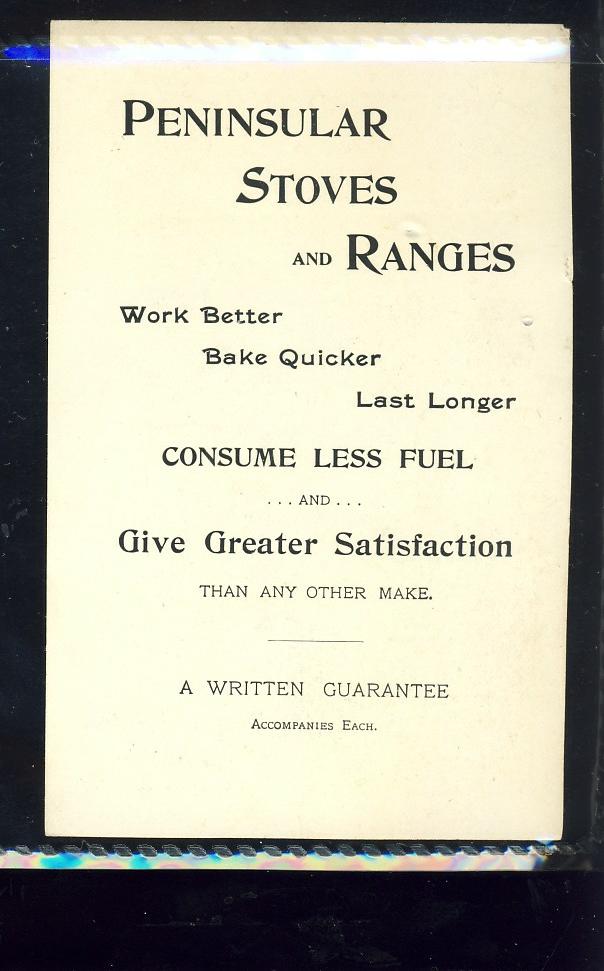 PENINSULAR
STOVES
AND RANGES
Work Better
Bake Quicker
Last Longer
CONSUME LESS FUEL
... AND ...
Give Greater Satisfaction
THAN ANY OTHER MAKE.
A WRITTEN GUARANTEE
ACCOMPANIES EACH.